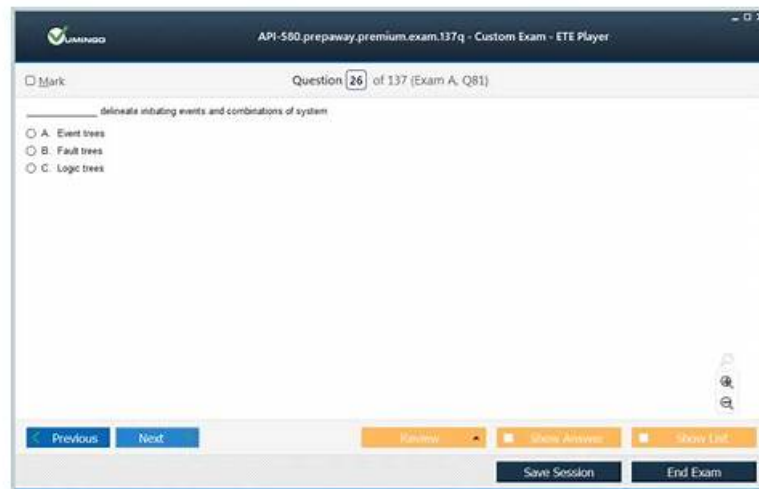 VUMINGO
API-580.prepaway.premium.exam.137q - Custom Exam - ETE Player
Mark
Question 26 of 137 (Exam A, Q81)
____________ delineate initiating events and combinations of system
A. Event trees
B. Fault trees
C. Logic trees
Previous
Next
Review
Show Answer
Show List
Save Session
End Exam